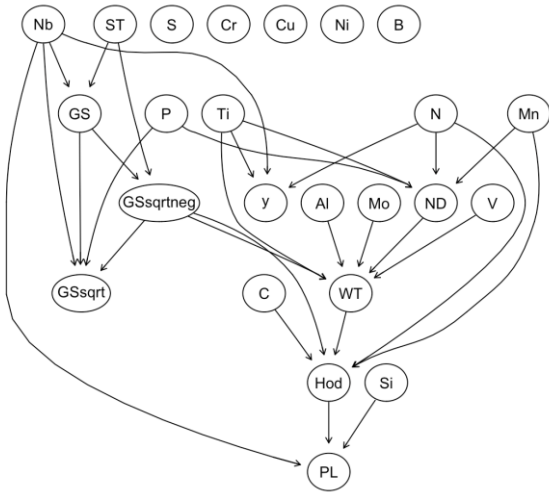 Nb ST S Cr Cu Ni B
GS P Ti N Mn
GSsqrtneg y Al Mo ND V
GSsqrt C WT
Hod Si
PL